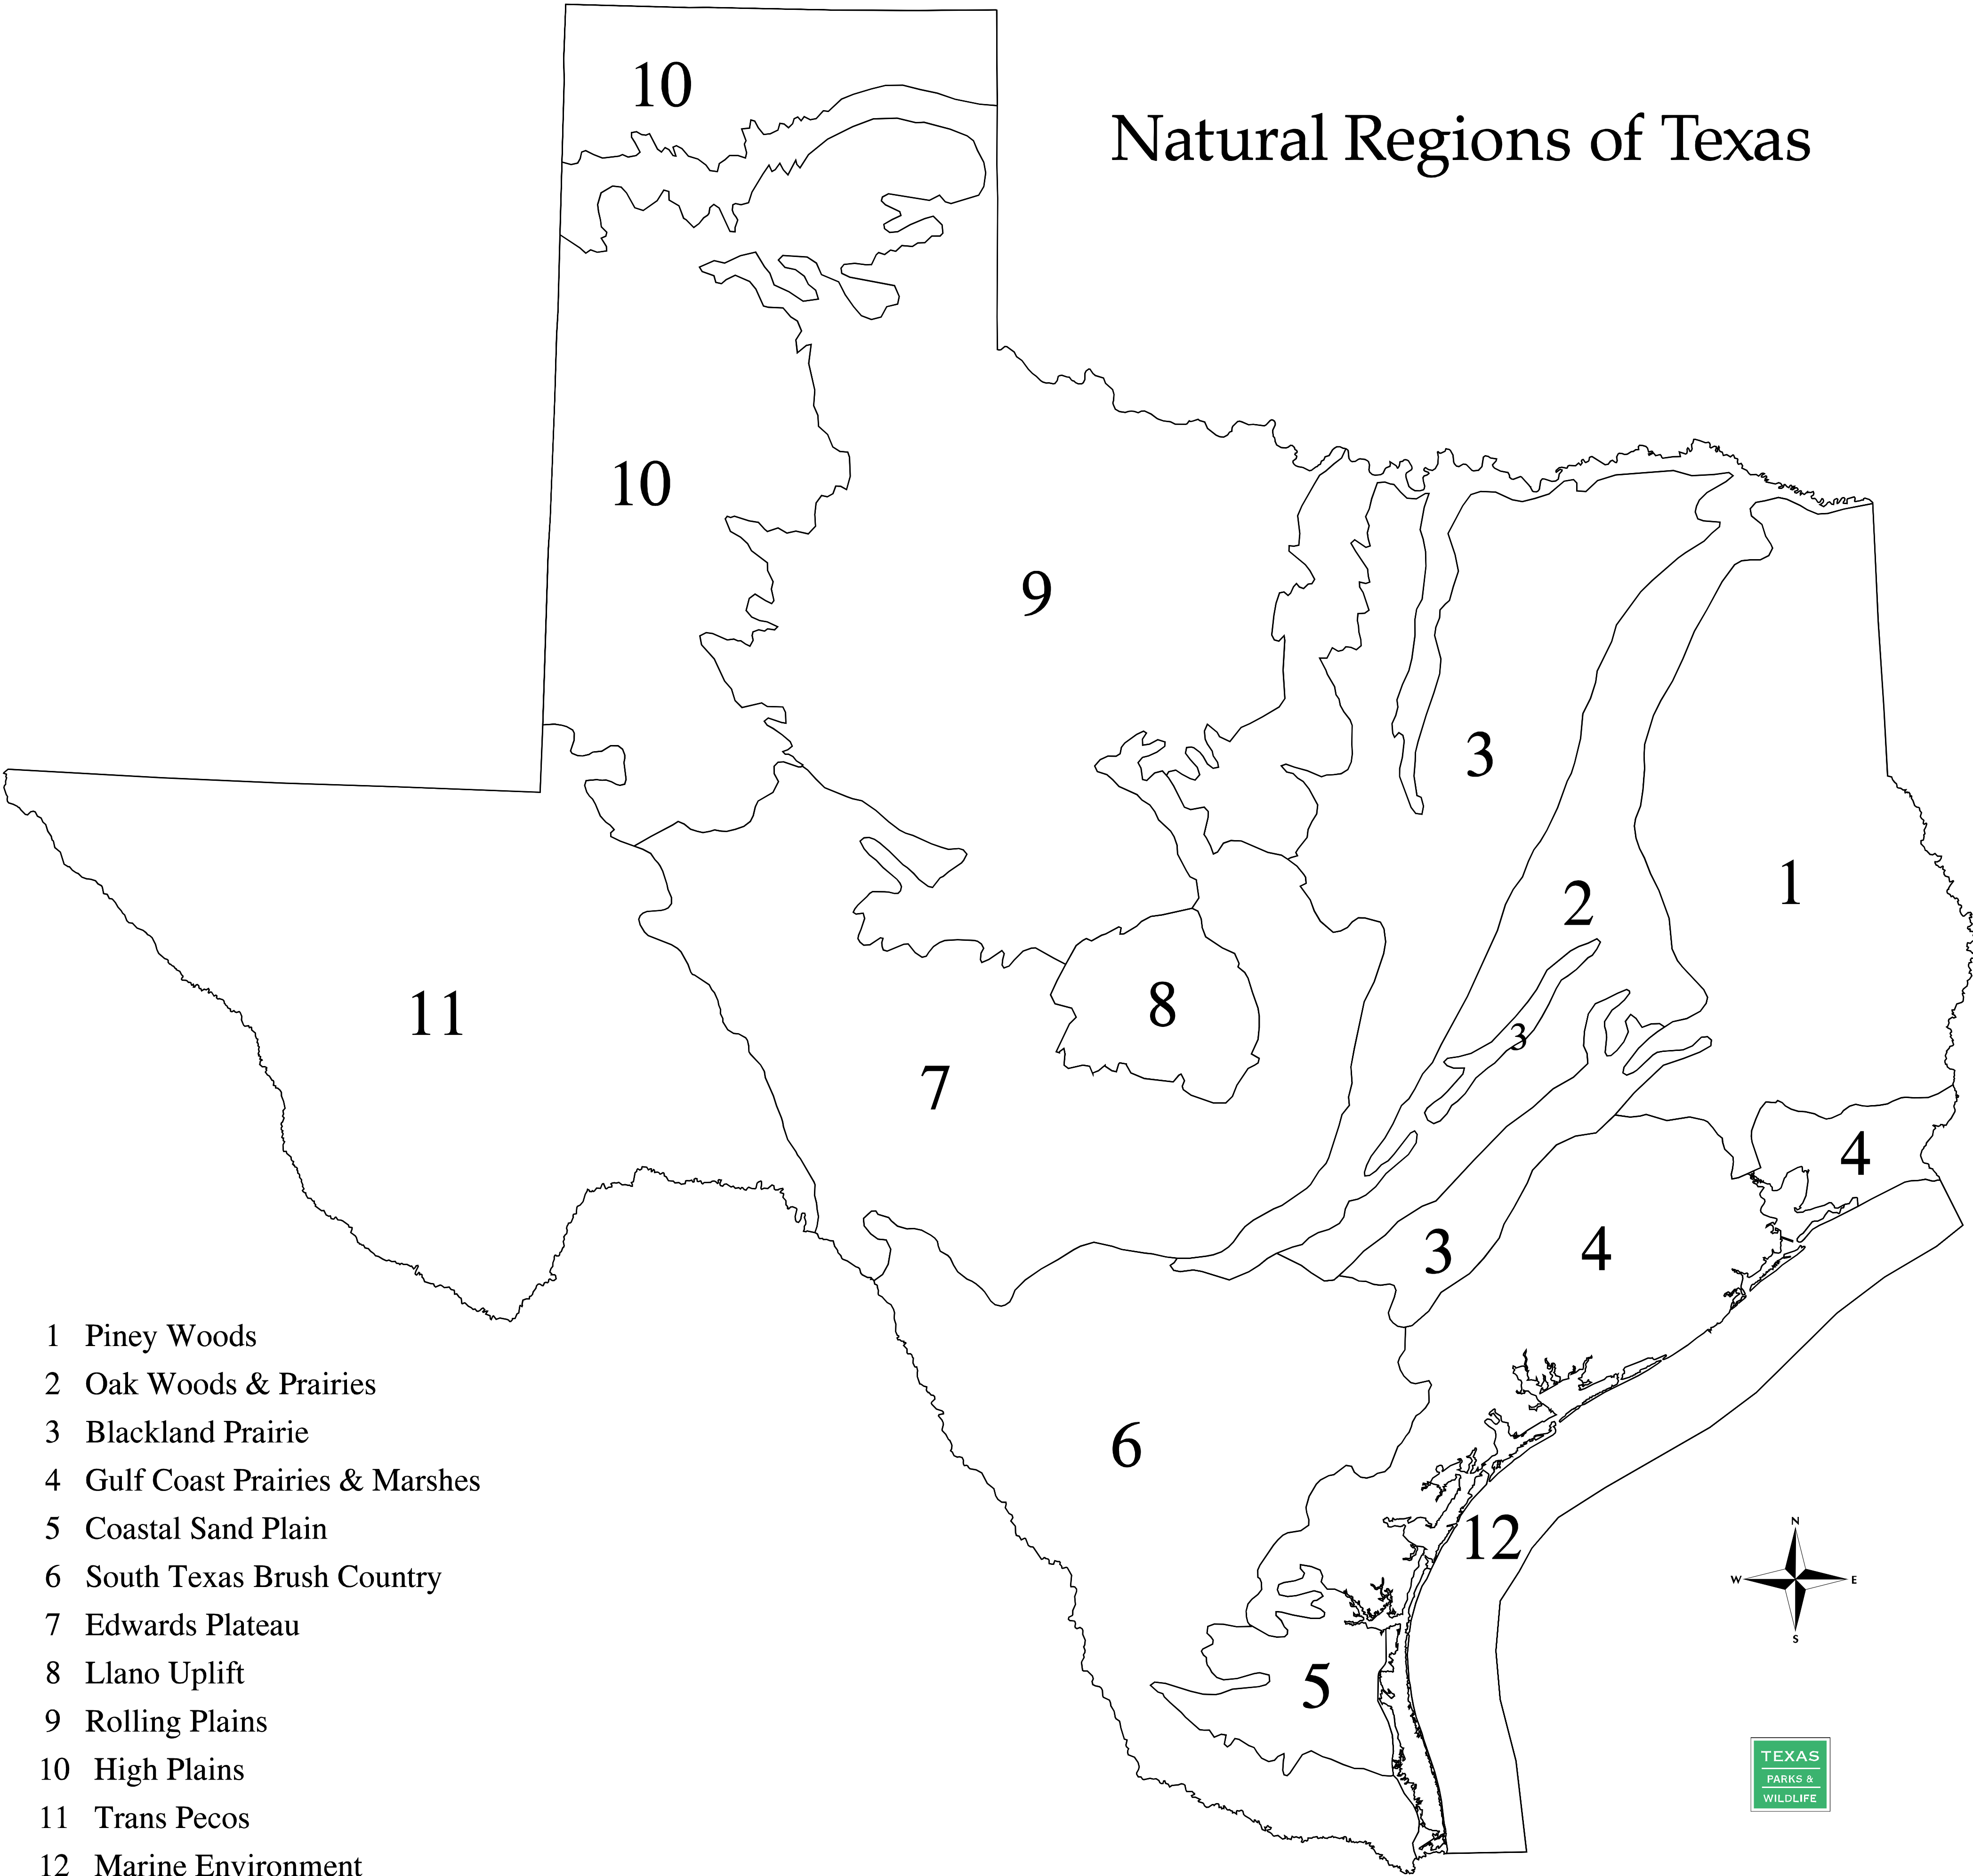 Natural Regions of Texas
10
10
9
3
1
2
3
8
11
7
4
3
4
6
12
5
1 Piney Woods
2 Oak Woods & Prairies
3 Blackland Prairie
4 Gulf Coast Prairies & Marshes
5 Coastal Sand Plain
6 South Texas Brush Country
7 Edwards Plateau
8 Llano Uplift
9 Rolling Plains
10 High Plains
11 Trans Pecos
12 Marine Environment
N
W E
S
TEXAS
PARKS &
WILDLIFE